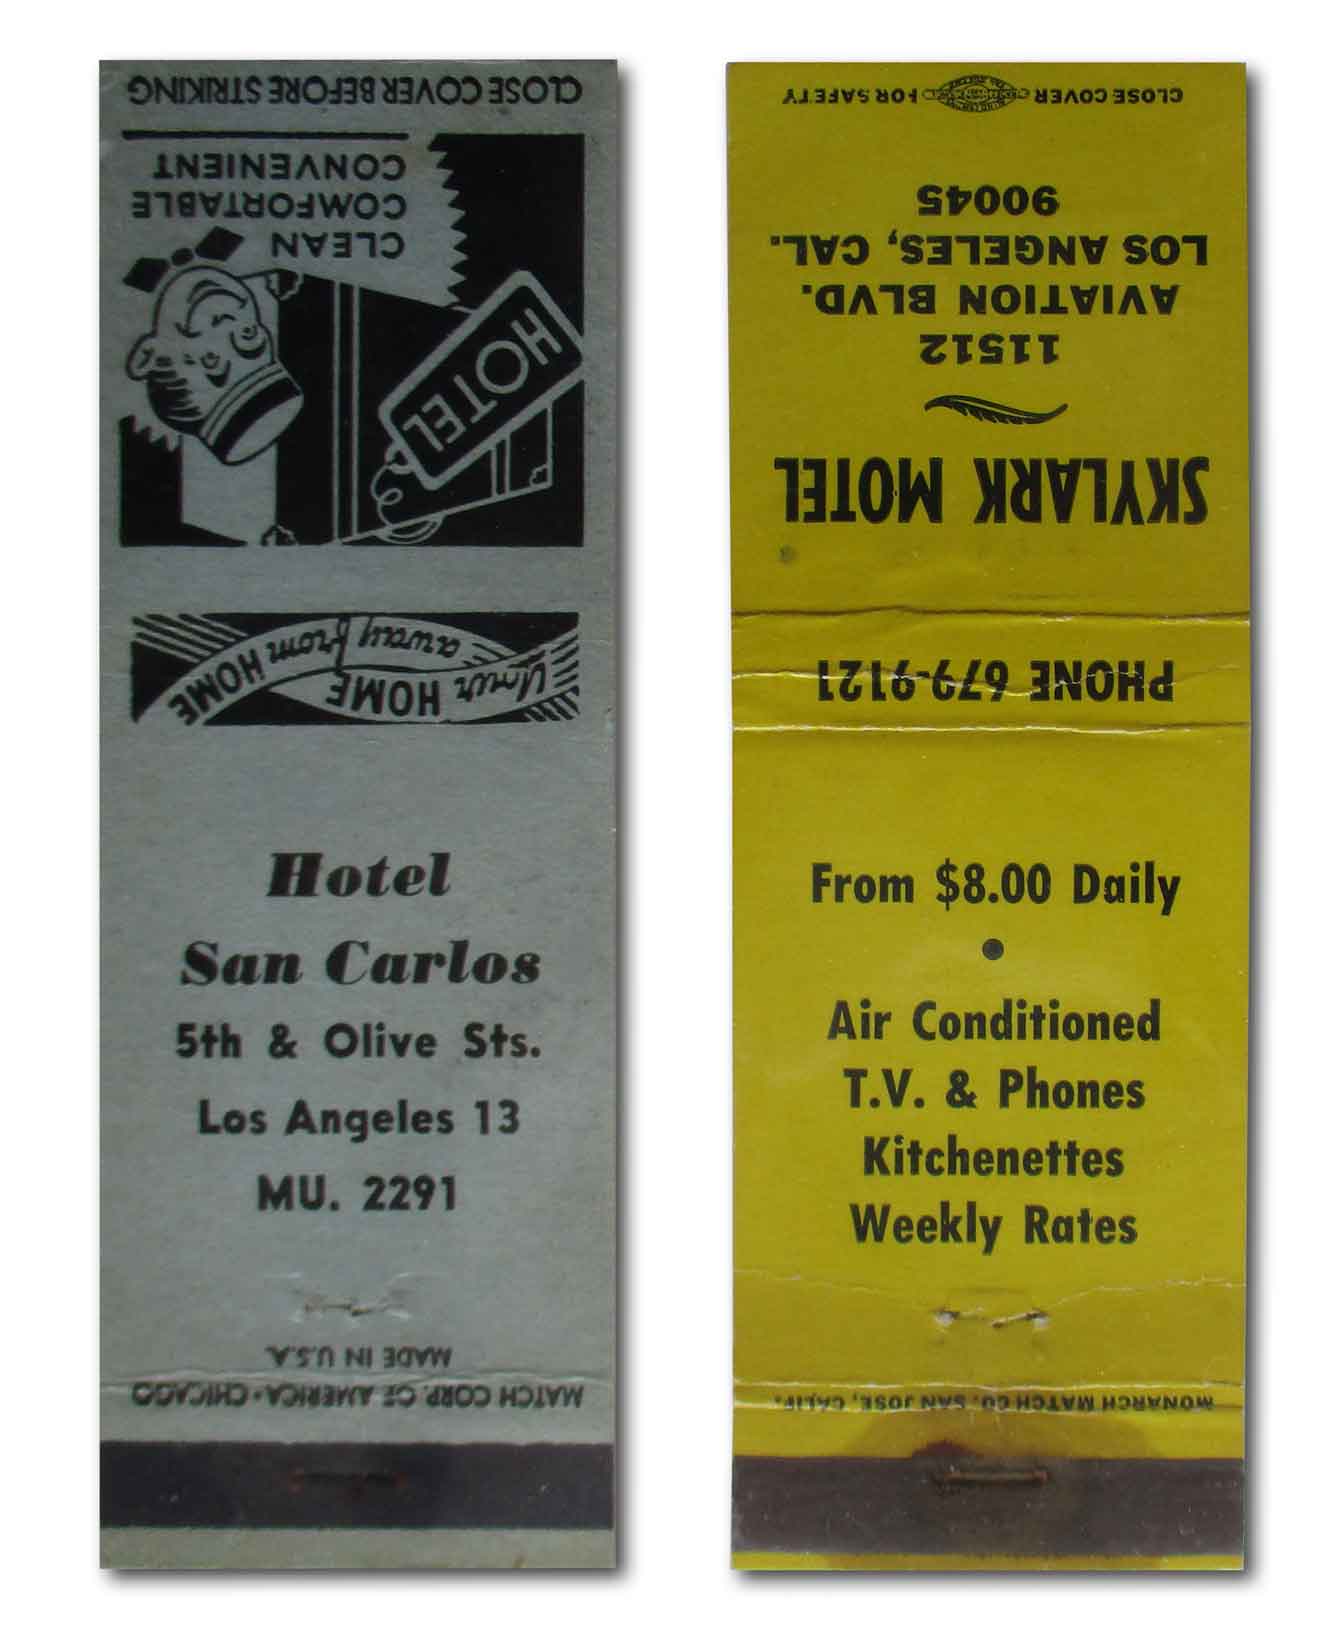 CLOSE COVER BEFORE STRIKING
CLEAN
COMFORTABLE
CONVENIENT
HOTEL
Your HOME
away from HOME
Hotel
San Carlos
5th & Olive Sts.
Los Angeles 13
MU. 2291
MATCH CORP. OF AMERICA • CHICAGO
MADE IN U.S.A.
SKYLARK MOTEL
11512
AVIATION BLVD.
LOS ANGELES, CAL.
90045
CLOSE COVER FOR SAFETY
PHONE 679-9121
From $8.00 Daily
•
Air Conditioned
T.V. & Phones
Kitchenettes
Weekly Rates
MONARCH MATCH CO. SAN JOSE, CALIF.